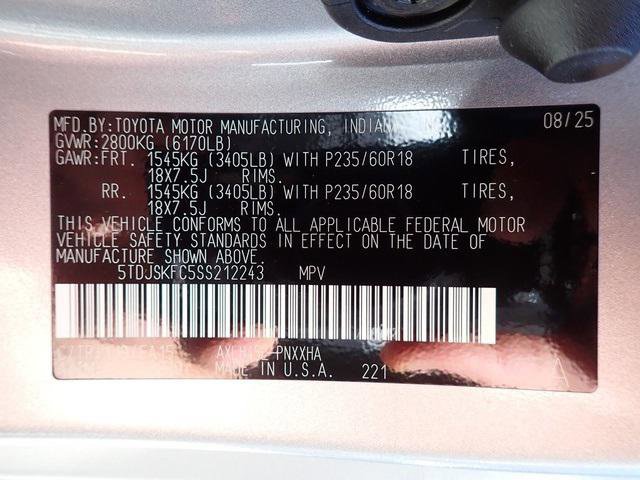 MFD.BY:TOYOTA MOTOR MANUFACTURING, INDIANA, INC. 08/25
GVWR:2800KG (6170LB)
GAWR:FRT. 1545KG (3405LB) WITH P235/60R18 TIRES,
18X7.5J RIMS.
RR. 1545KG (3405LB) WITH P235/60R18 TIRES,
18X7.5J RIMS.
THIS VEHICLE CONFORMS TO ALL APPLICABLE FEDERAL MOTOR
VEHICLE SAFETY STANDARDS IN EFFECT ON THE DATE OF
MANUFACTURE SHOWN ABOVE.
5TDJSKFC5SS212243 MPV
PNXXHA
MADE IN U.S.A. 221
A